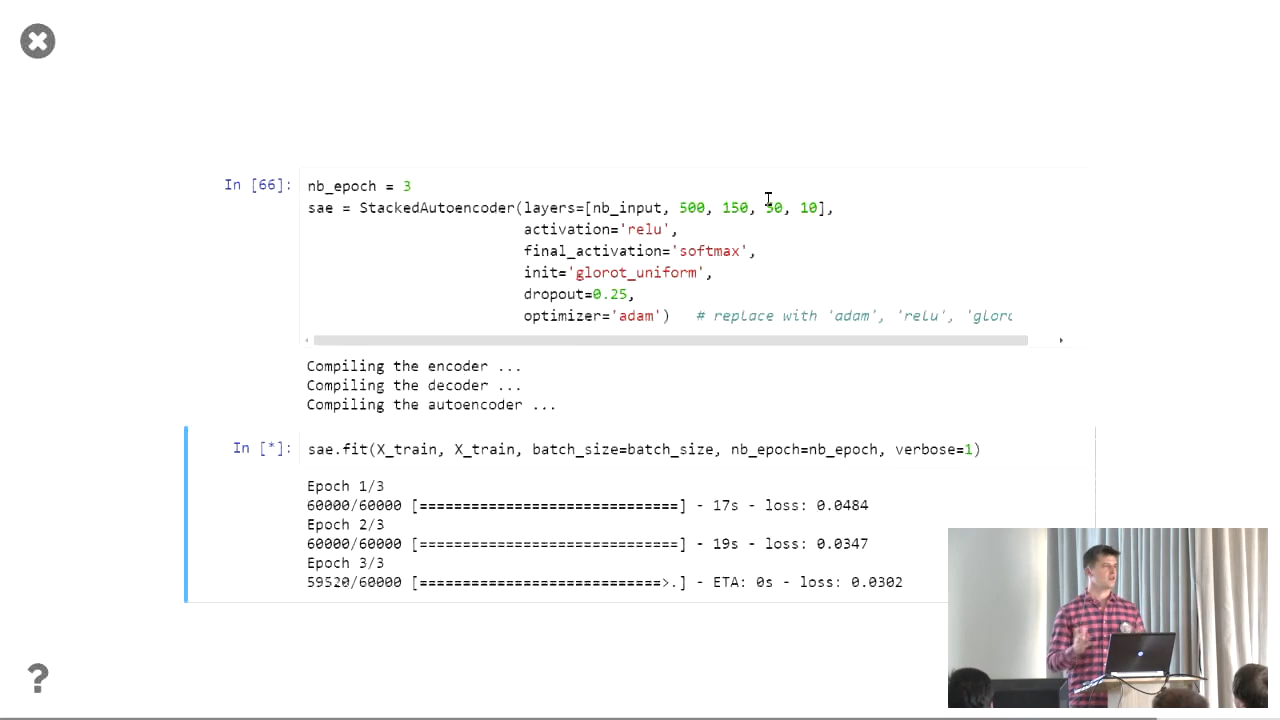 In [66]: nb_epoch = 3
sae = StackedAutoencoder(layers=[nb_input, 500, 150, 50, 10],
activation='relu',
final_activation='softmax',
init='glorot_uniform',
dropout=0.25,
optimizer='adam')   # replace with 'adam', 'relu', 'gloro
Compiling the encoder ...
Compiling the decoder ...
Compiling the autoencoder ...
In [*]: sae.fit(X_train, X_train, batch_size=batch_size, nb_epoch=nb_epoch, verbose=1)
Epoch 1/3
60000/60000 [==============================] - 17s - loss: 0.0484
Epoch 2/3
60000/60000 [==============================] - 19s - loss: 0.0347
Epoch 3/3
59520/60000 [============================>.] - ETA: 0s - loss: 0.0302
?